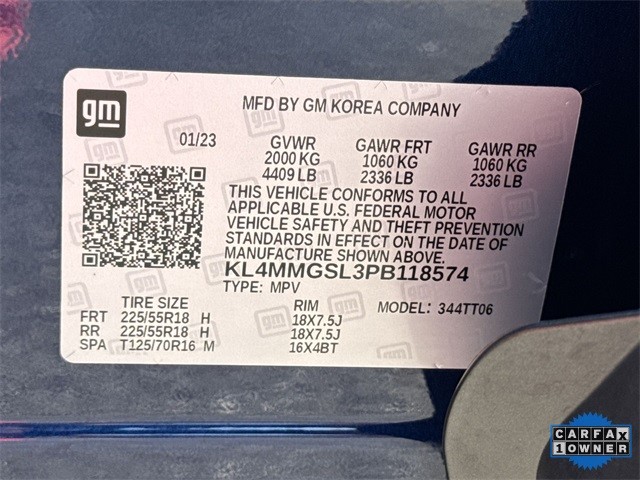 gm
MFD BY GM KOREA COMPANY
01/23 GVWR GAWR FRT GAWR RR
2000 KG 1060 KG 1060 KG
4409 LB 2336 LB 2336 LB
THIS VEHICLE CONFORMS TO ALL
APPLICABLE U.S. FEDERAL MOTOR
VEHICLE SAFETY AND THEFT PREVENTION
STANDARDS IN EFFECT ON THE DATE OF
MANUFACTURE SHOWN ABOVE.
KL4MMGSL3PB118574
TYPE: MPV
TIRE SIZE RIM MODEL: 344TT06
FRT 225/55R18 H 18X7.5J
RR 225/55R18 H 18X7.5J
SPA T125/70R16 M 16X4BT
CARFAX
1 OWNER